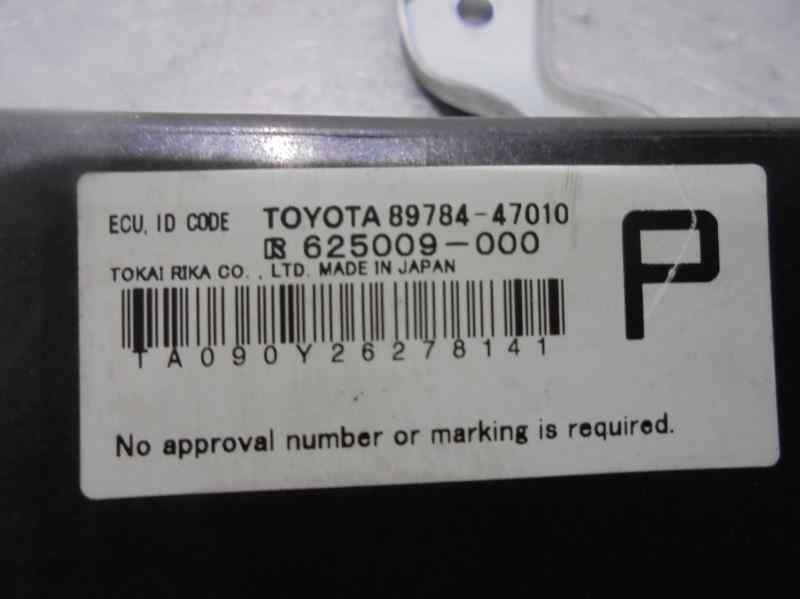 ECU, ID CODE TOYOTA 89784-47010
625009-000
TOKAI RIKA CO., LTD. MADE IN JAPAN
P
TA090Y26278141
No approval number or marking is required.